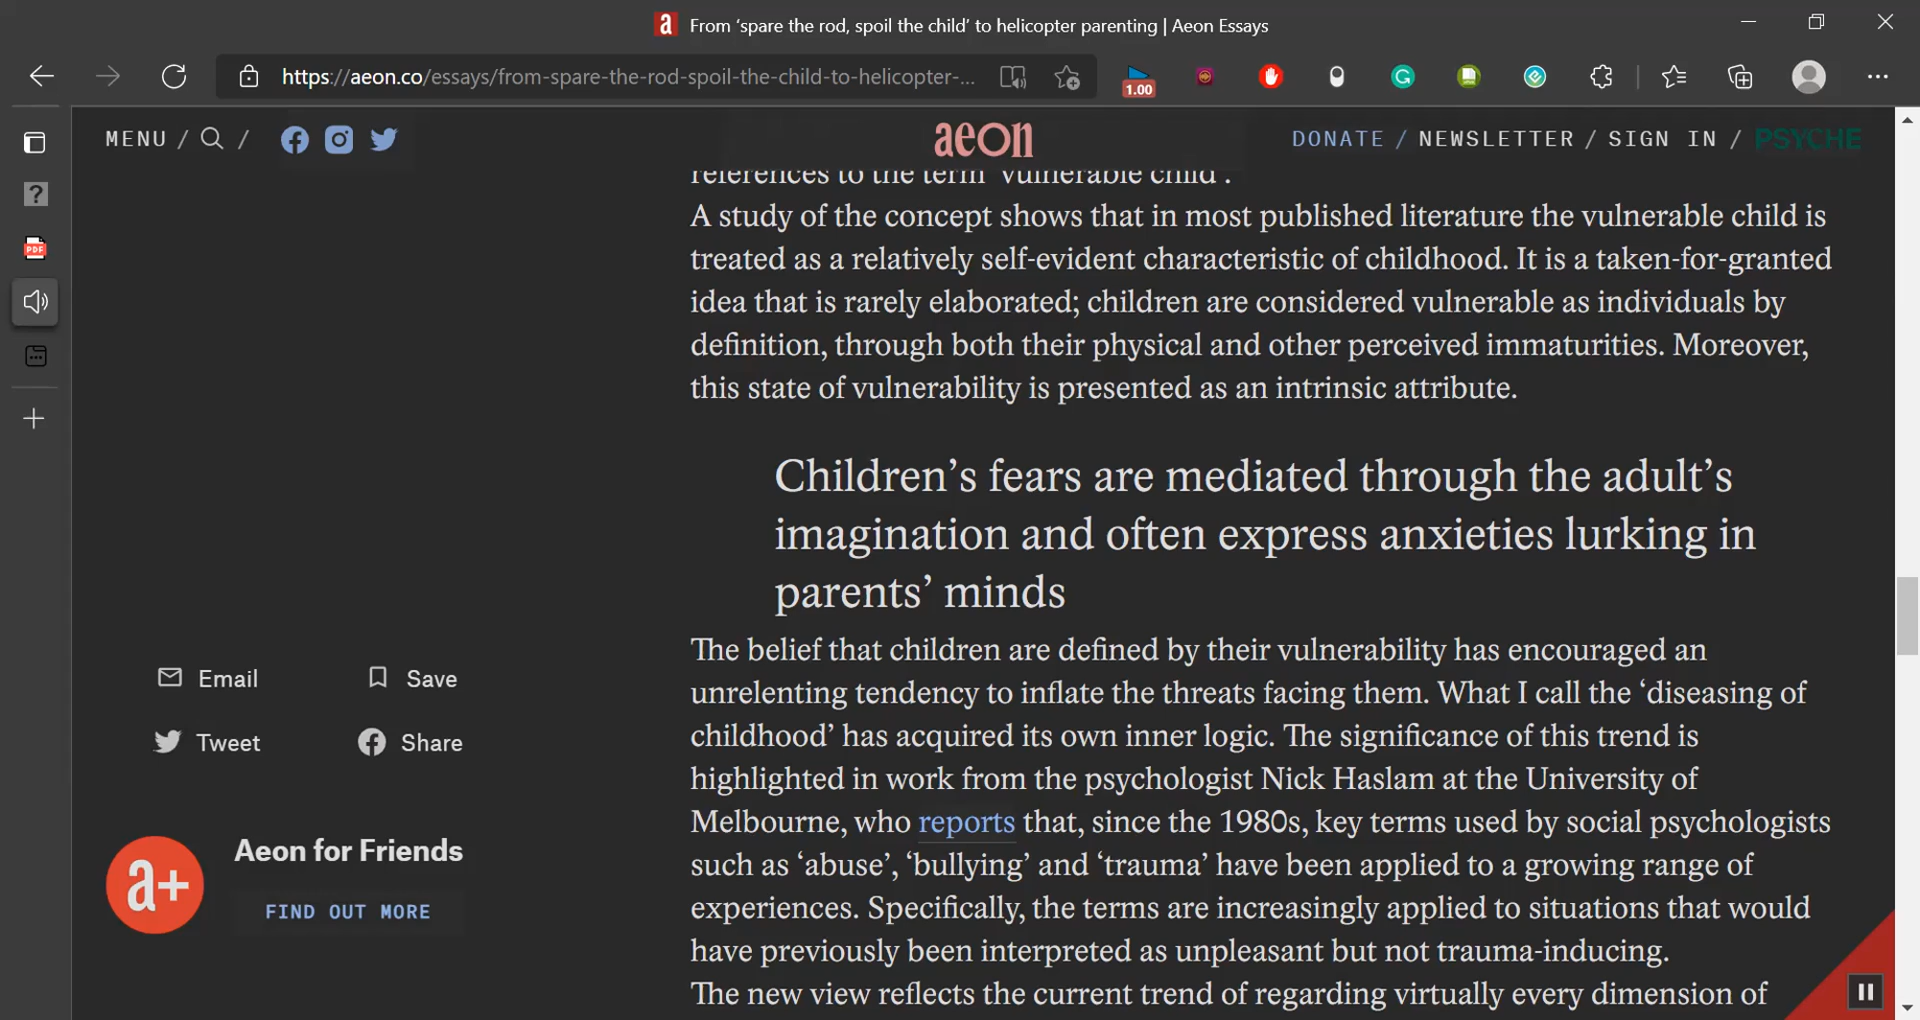 From ‘spare the rod, spoil the child’ to helicopter parenting | Aeon Essays
https://aeon.co/essays/from-spare-the-rod-spoil-the-child-to-helicopter-...
1.00
MENU /
/
aeon
DONATE / NEWSLETTER / SIGN IN / PSYCHE
references to the term ‘vulnerable child’.
A study of the concept shows that in most published literature the vulnerable child is
treated as a relatively self-evident characteristic of childhood. It is a taken-for-granted
idea that is rarely elaborated; children are considered vulnerable as individuals by
definition, through both their physical and other perceived immaturities. Moreover,
this state of vulnerability is presented as an intrinsic attribute.
Children’s fears are mediated through the adult’s
imagination and often express anxieties lurking in
parents’ minds
The belief that children are defined by their vulnerability has encouraged an
unrelenting tendency to inflate the threats facing them. What I call the ‘diseasing of
childhood’ has acquired its own inner logic. The significance of this trend is
highlighted in work from the psychologist Nick Haslam at the University of
Melbourne, who reports that, since the 1980s, key terms used by social psychologists
such as ‘abuse’, ‘bullying’ and ‘trauma’ have been applied to a growing range of
experiences. Specifically, the terms are increasingly applied to situations that would
have previously been interpreted as unpleasant but not trauma-inducing.
The new view reflects the current trend of regarding virtually every dimension of
Email
Save
Tweet
Share
a+
Aeon for Friends
FIND OUT MORE
PDF